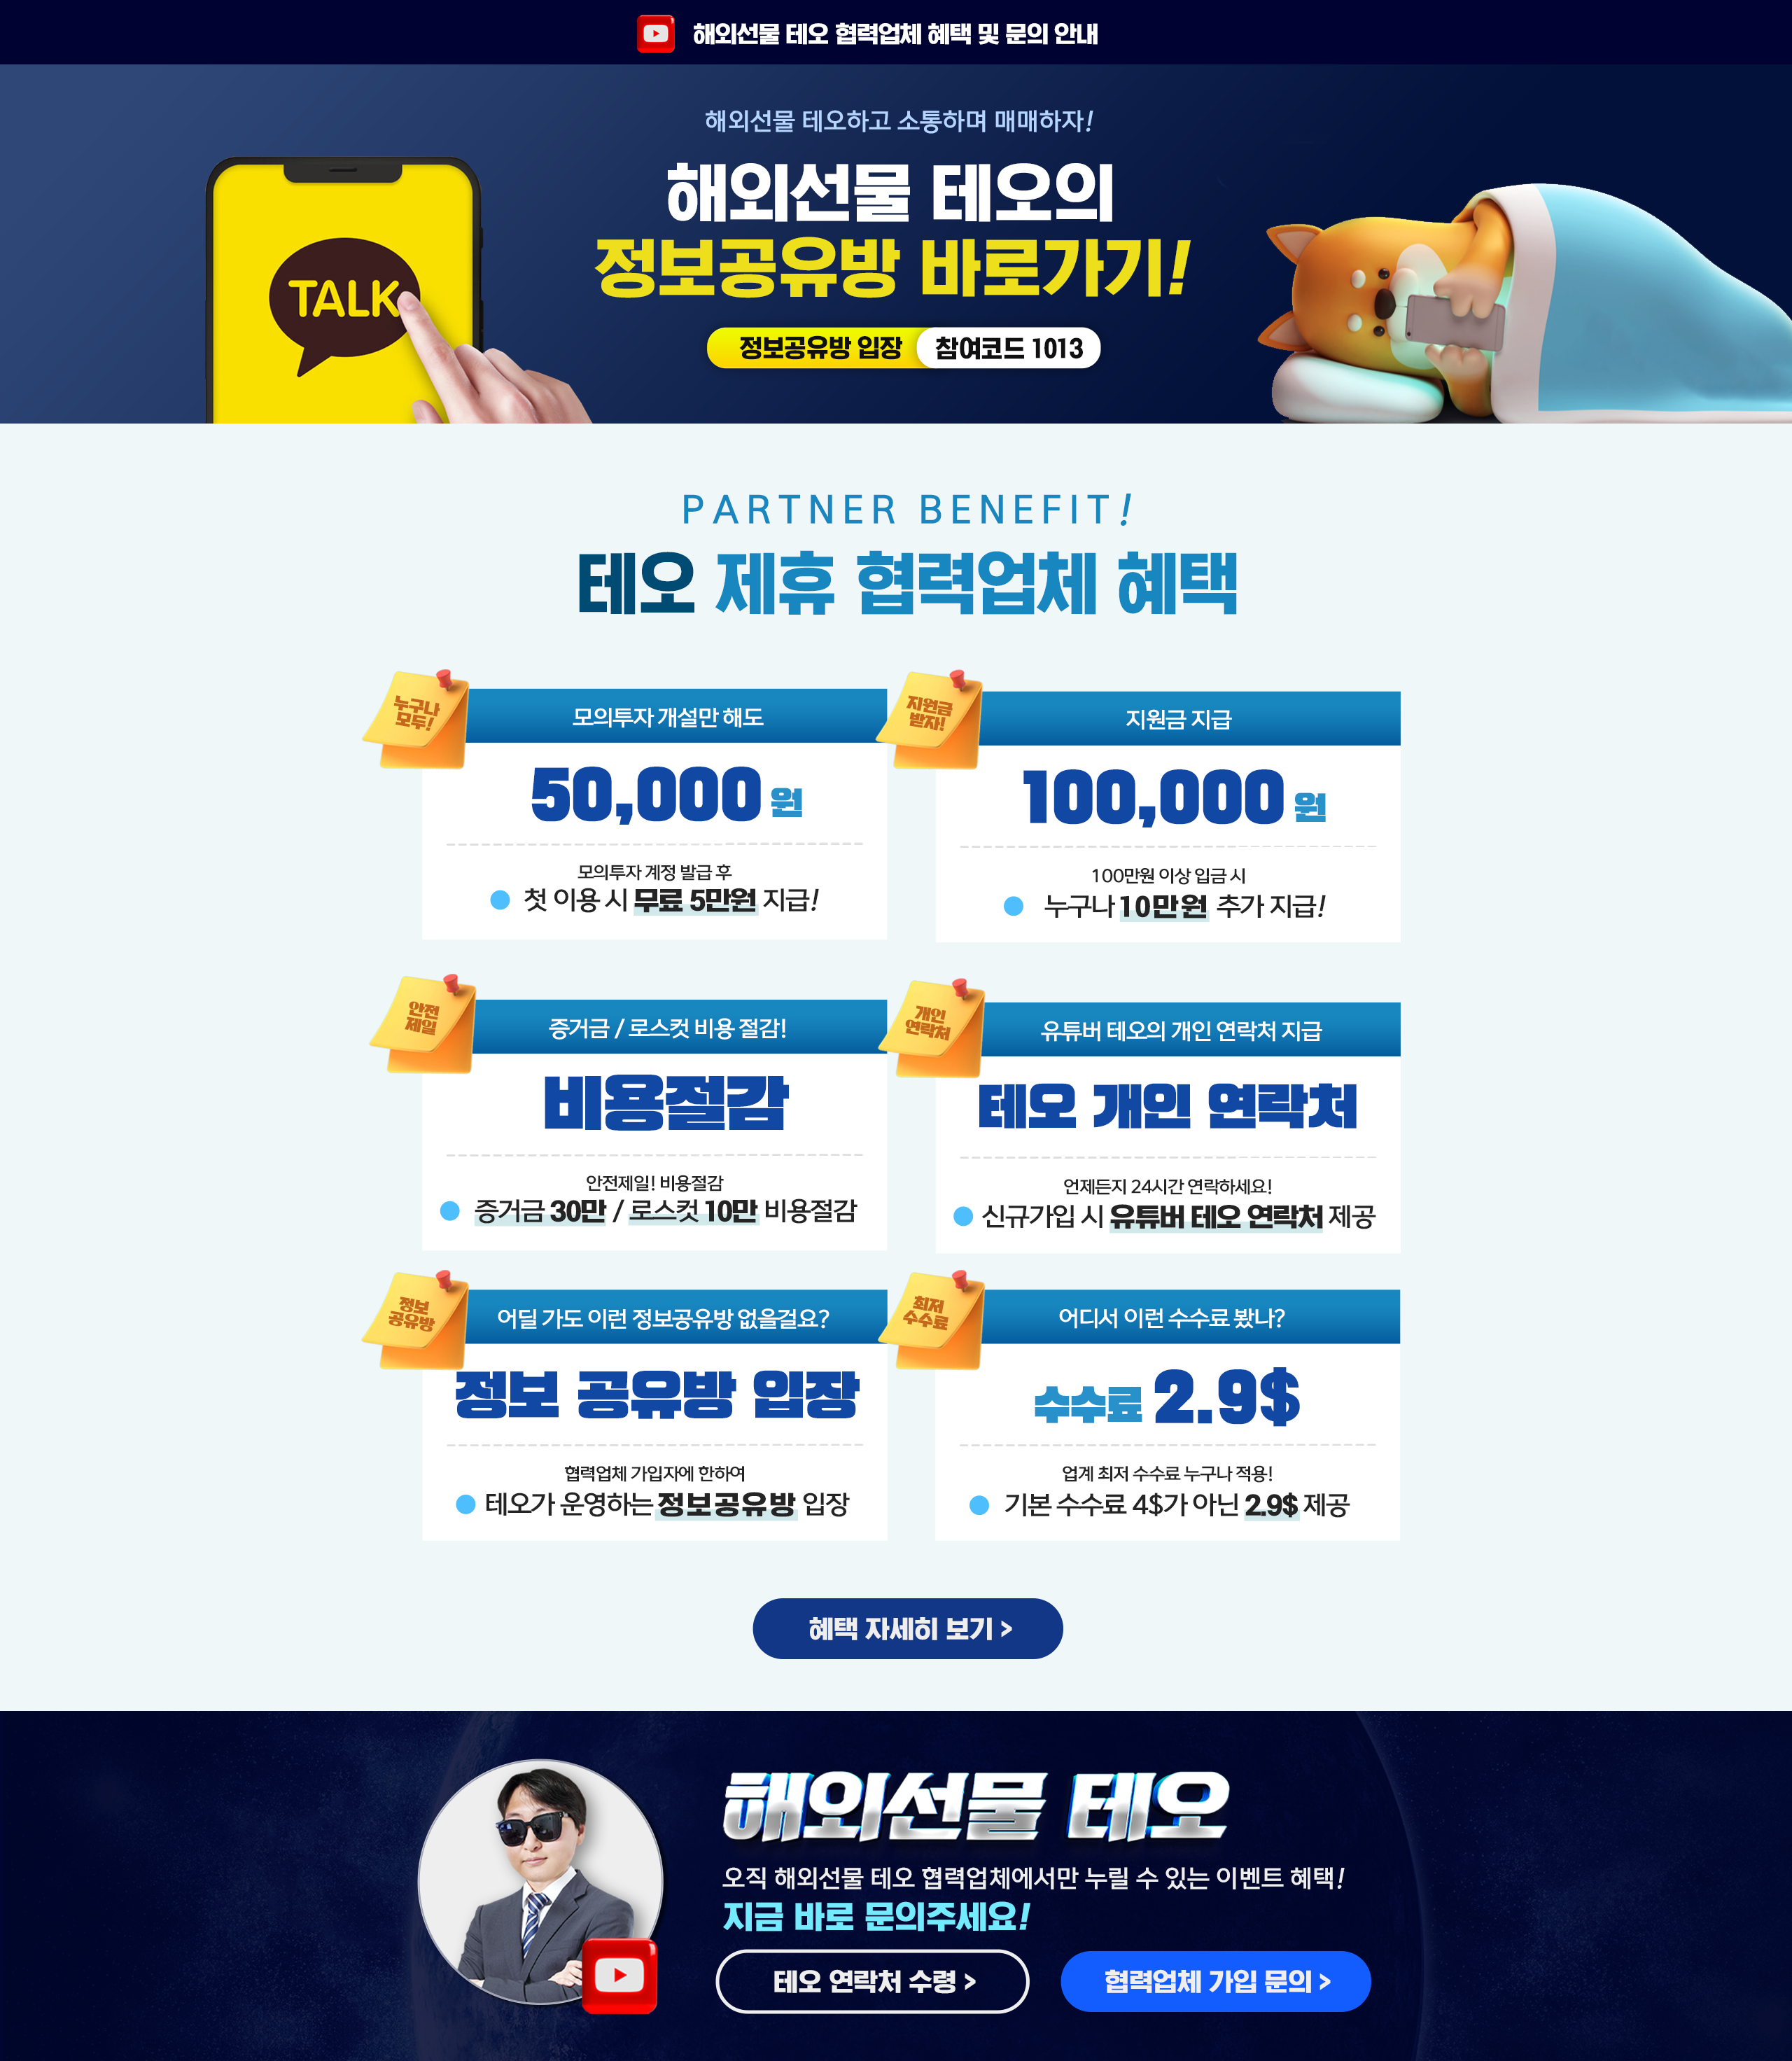 해외선물 테오 협력업체 혜택 및 문의 안내
해외선물 테오하고 소통하며 매매하자!
해외선물 테오의
정보공유방 바로가기!
TALK
정보공유방 입장 참여코드 1013
PARTNER BENEFIT!
테오 제휴 협력업체 혜택
누구나
모두!
모의투자 개설만 해도
50,000 원
모의투자 계정 발급 후
첫 이용 시 무료 5만원 지급!
지원금
받자!
지원금 지급
100,000 원
100만원 이상 입금 시
누구나 10만원 추가 지급!
안전
제일
증거금 / 로스컷 비용 절감!
비용절감
안전제일! 비용절감
증거금 30만 / 로스컷 10만 비용절감
개인
연락처
유튜버 테오의 개인 연락처 지급
테오 개인 연락처
언제든지 24시간 연락하세요!
신규가입 시 유튜버 테오 연락처 제공
정보
공유방
어딜 가도 이런 정보공유방 없을걸요?
정보 공유방 입장
협력업체 가입자에 한하여
테오가 운영하는 정보공유방 입장
최저
수수료
어디서 이런 수수료 봤나?
수수료 2.9$
업계 최저 수수료 누구나 적용!
기본 수수료 4$가 아닌 2.9$ 제공
혜택 자세히 보기 >
해외선물 테오
오직 해외선물 테오 협력업체에서만 누릴 수 있는 이벤트 혜택!
지금 바로 문의주세요!
테오 연락처 수령 >
협력업체 가입 문의 >